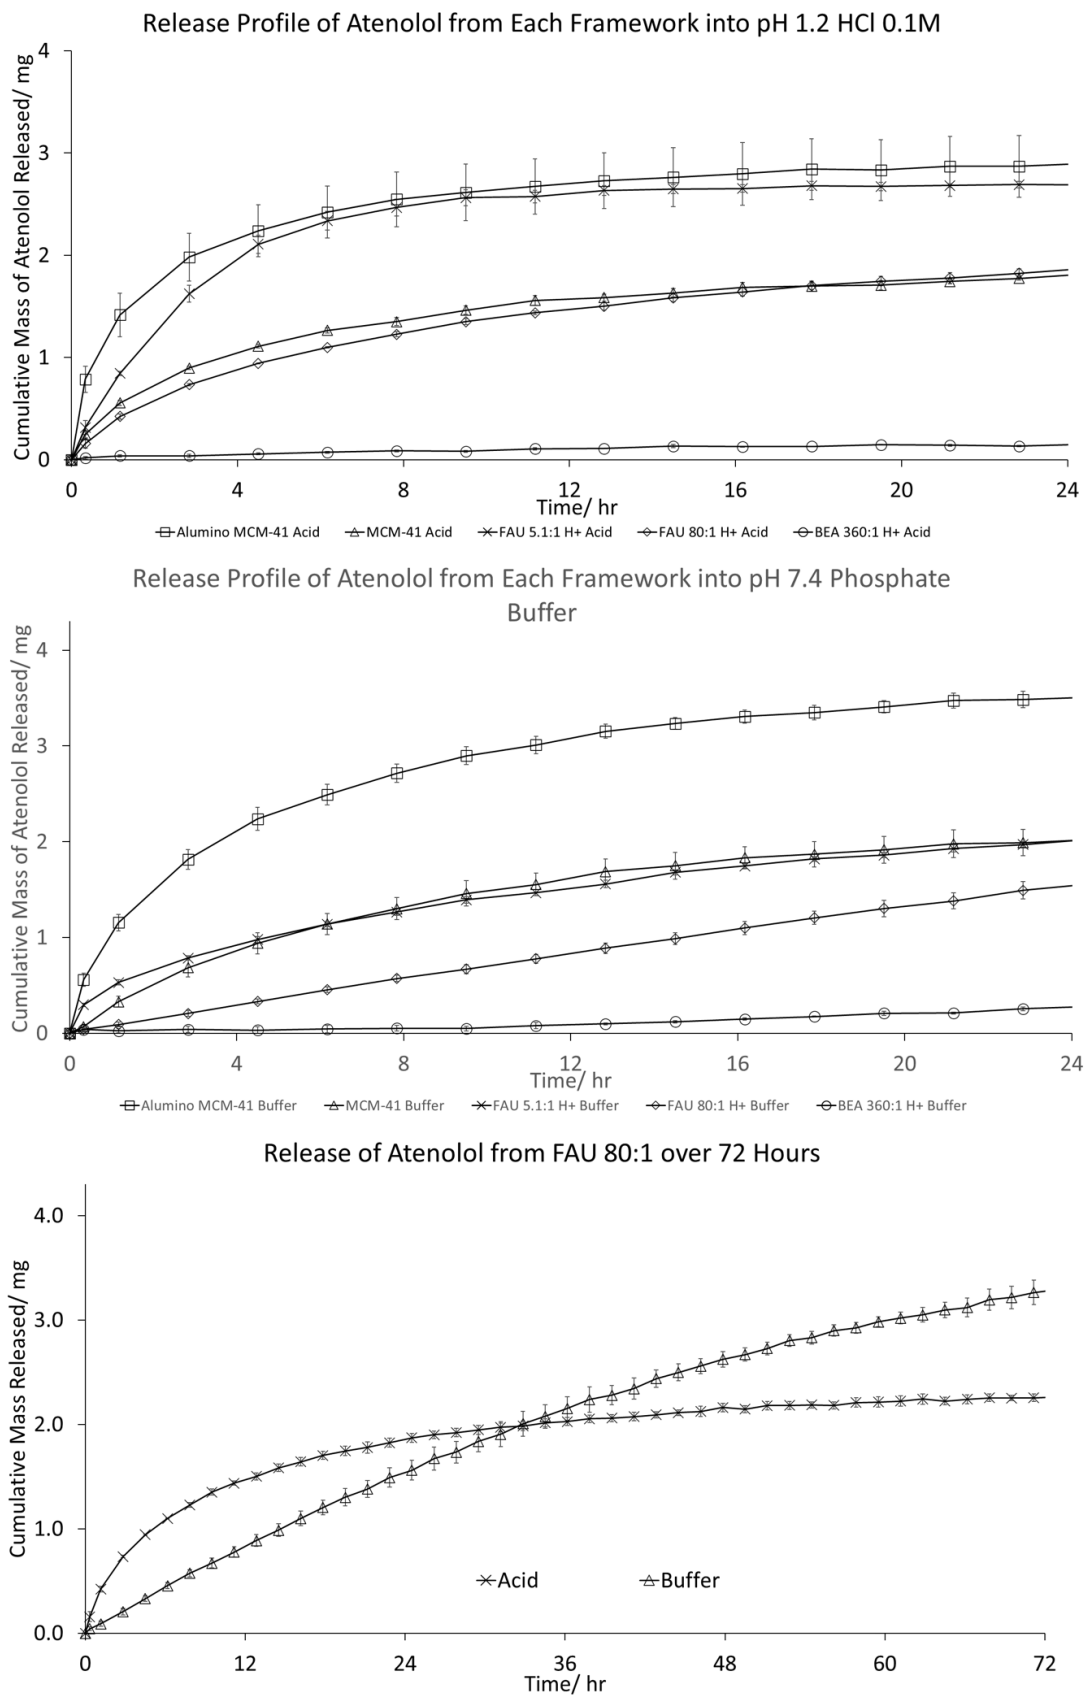 Release Profile of Atenolol from Each Framework into pH 1.2 HCl 0.1M
Cumulative Mass of Atenolol Released/ mg
4
3
2
1
0
0 4 8 12 16 20 24
Time/ hr
Alumino MCM-41 Acid MCM-41 Acid FAU 5.1:1 H+ Acid FAU 80:1 H+ Acid BEA 360:1 H+ Acid
Release Profile of Atenolol from Each Framework into pH 7.4 Phosphate
Buffer
Cumulative Mass of Atenolol Released/ mg
4
3
2
1
0
0 4 8 12 16 20 24
Time/ hr
Alumino MCM-41 Buffer MCM-41 Buffer FAU 5.1:1 H+ Buffer FAU 80:1 H+ Buffer BEA 360:1 H+ Buffer
Release of Atenolol from FAU 80:1 over 72 Hours
Cumulative Mass Released/ mg
4.0
3.0
2.0
1.0
0.0
Acid Buffer
0 12 24 36 48 60 72
Time/ hr